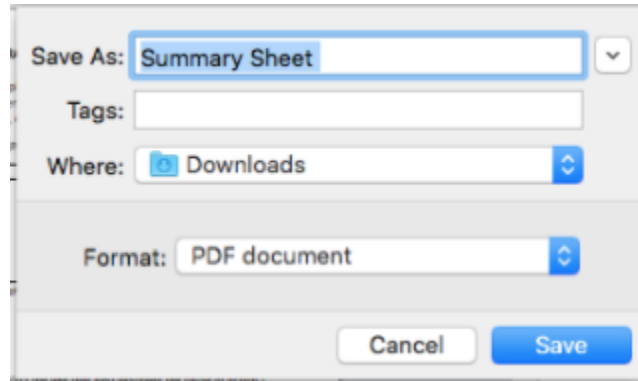 Save As: Summary Sheet
Tags:
Where: Downloads
Format: PDF document
Cancel Save